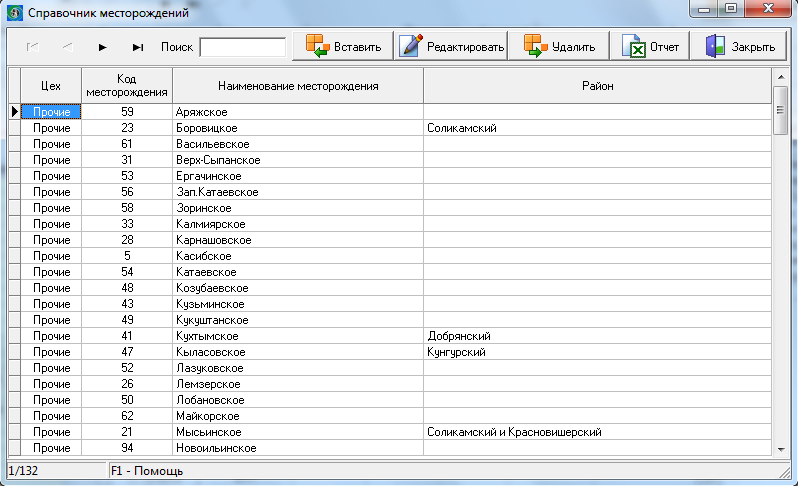 Справочник месторождений
Поиск Вставить Редактировать Удалить Отчет Закрыть
Цех Код месторождения Наименование месторождения Район
Прочие 59 Аряжское
Прочие 23 Боровицкое Соликамский
Прочие 61 Васильевское
Прочие 31 Верх-Сыпанское
Прочие 53 Ергачинское
Прочие 56 Зап.Катаевское
Прочие 58 Зоринское
Прочие 33 Калмиярское
Прочие 28 Карнашовское
Прочие 5 Касибское
Прочие 54 Катаевское
Прочие 48 Козубаевское
Прочие 43 Кузьминское
Прочие 49 Кукуштанское
Прочие 41 Кухтымское Добрянский
Прочие 47 Кыласовское Кунгурский
Прочие 52 Лазуковское
Прочие 26 Лемзерское
Прочие 50 Лобановское
Прочие 62 Майкорское
Прочие 21 Мысьинское Соликамский и Красновишерский
Прочие 94 Новоильинское
1/132 F1 - Помощь